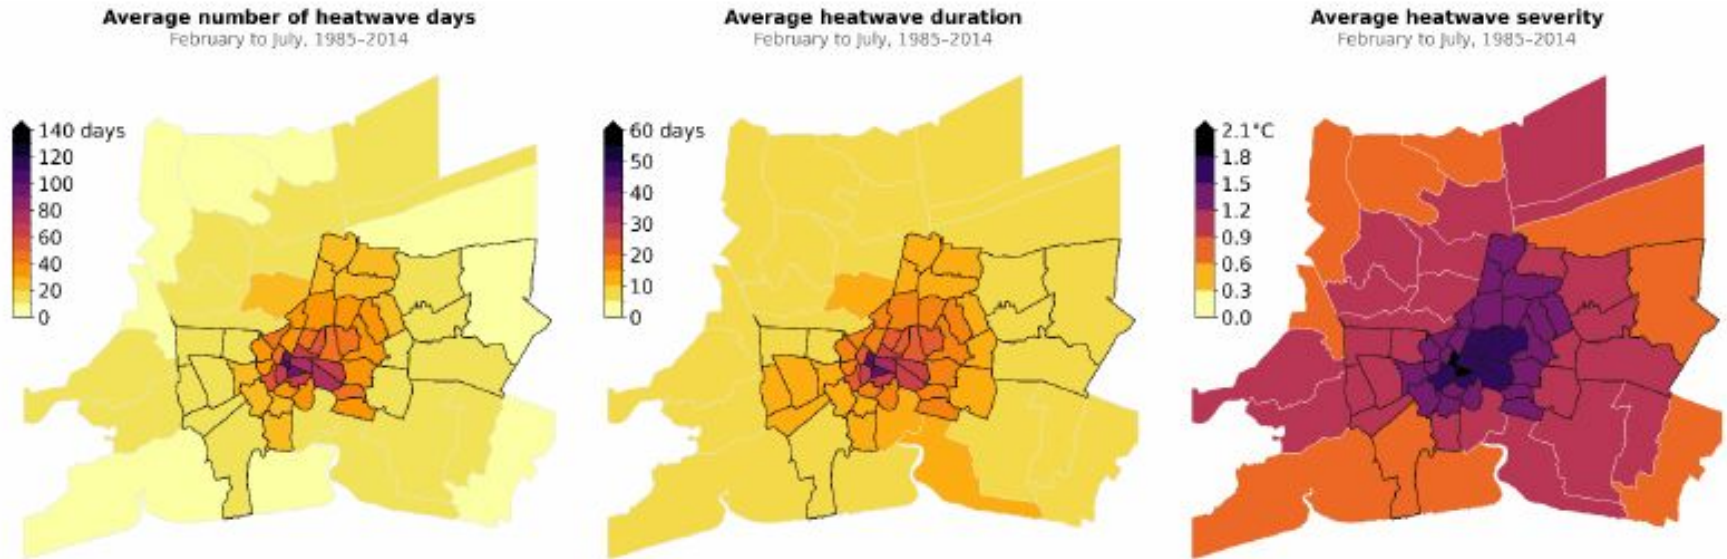 Average number of heatwave days
February to July, 1985–2014
140 days
120
100
80
60
40
20
0
Average heatwave duration
February to July, 1985–2014
60 days
50
40
30
20
10
0
Average heatwave severity
February to July, 1985–2014
2.1°C
1.8
1.5
1.2
0.9
0.6
0.3
0.0